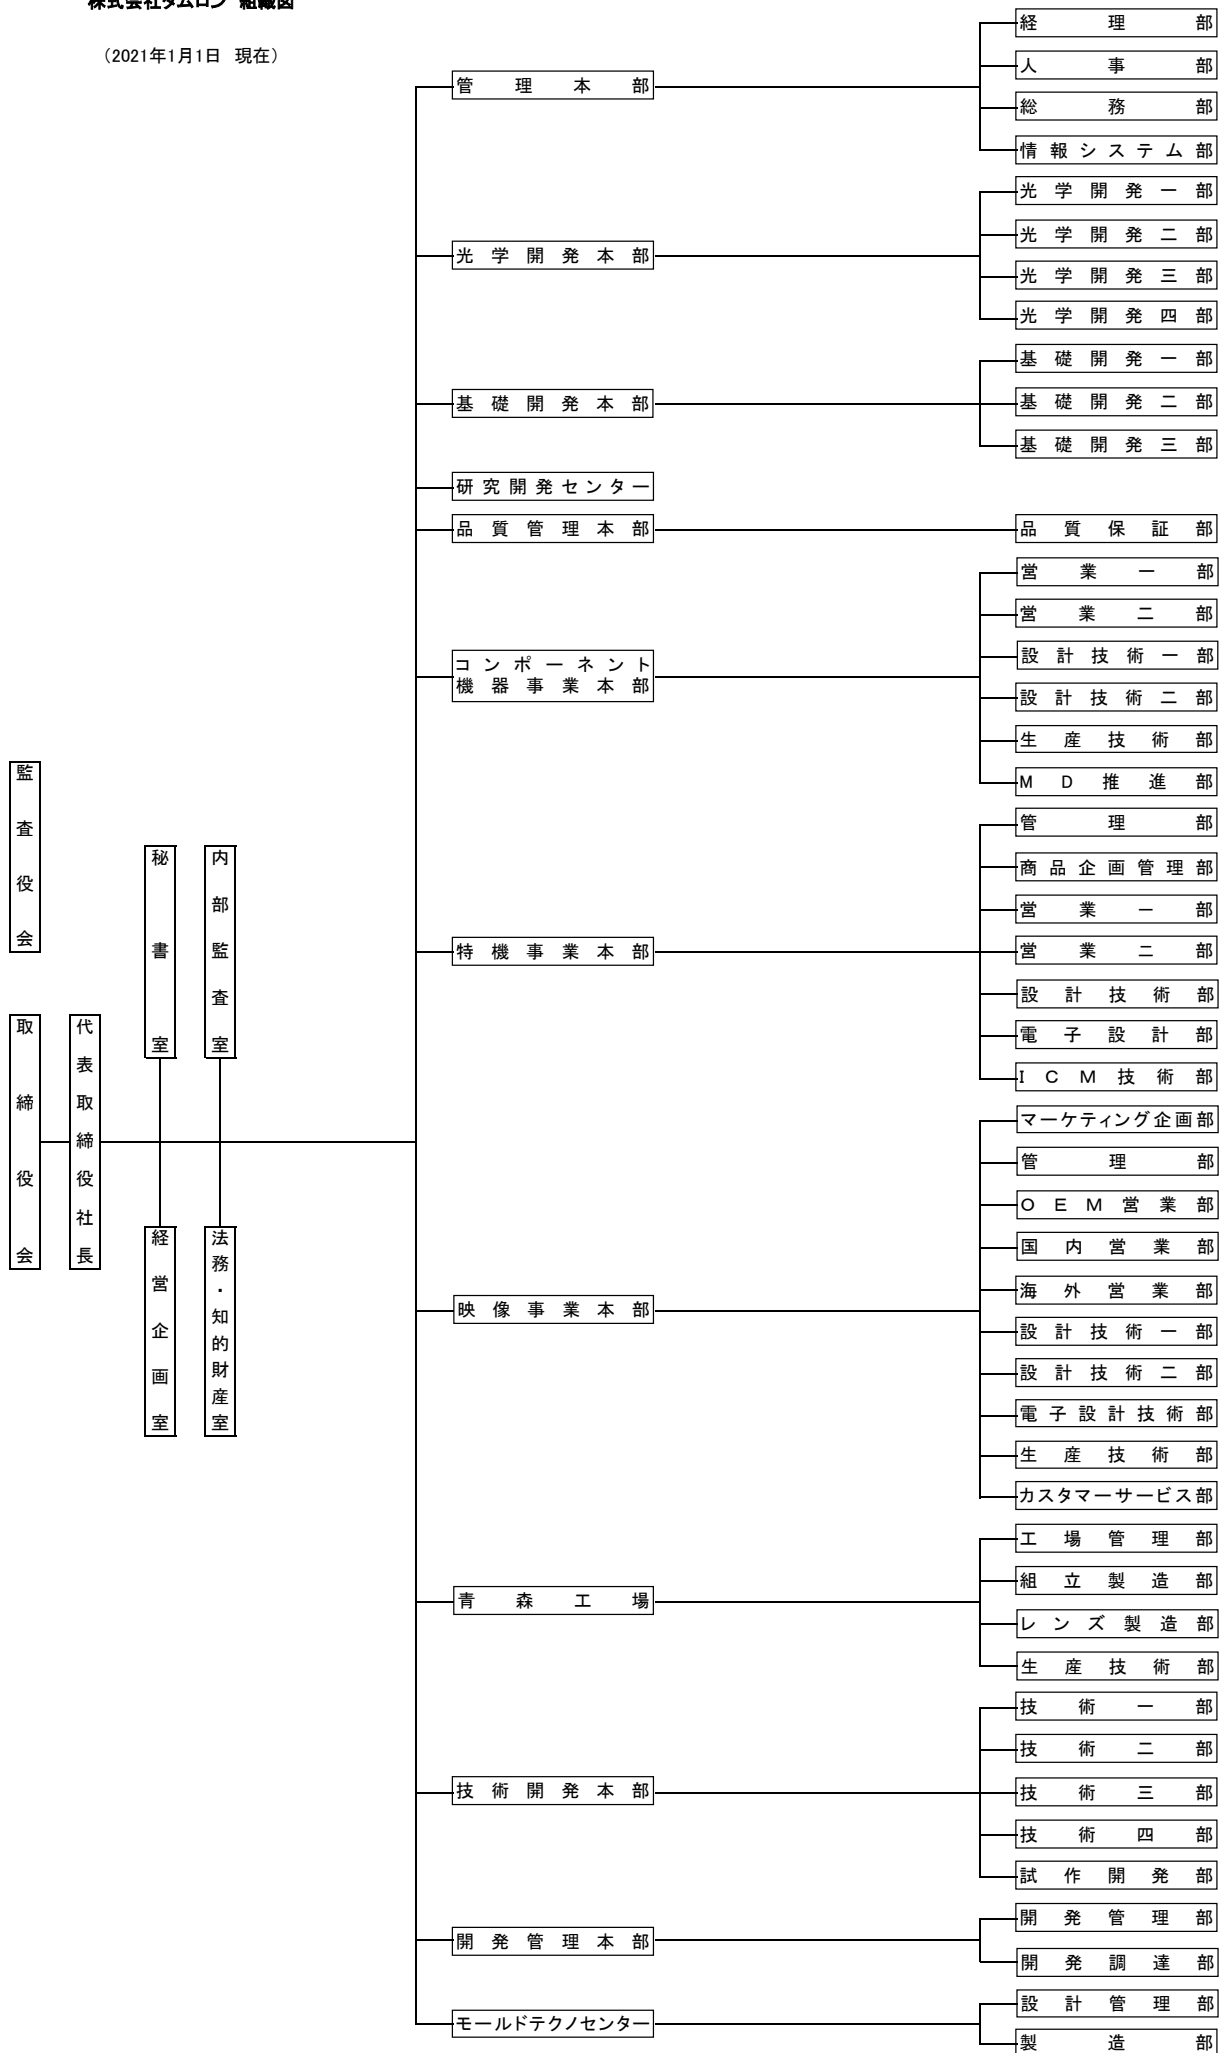 株式会社タムロン 組織図
（2021年1月1日 現在）
監査役会
取締役会
代表取締役社長
秘書室
内部監査室
経営企画室
法務・知的財産室
管理本部
経理部
人事部
総務部
情報システム部
光学開発本部
光学開発一部
光学開発二部
光学開発三部
光学開発四部
基礎開発本部
基礎開発一部
基礎開発二部
基礎開発三部
研究開発センター
品質管理本部
品質保証部
コンポーネント
機器事業本部
営業一部
営業二部
設計技術一部
設計技術二部
生産技術部
MD推進部
特機事業本部
管理部
商品企画管理部
営業一部
営業二部
設計技術部
電子設計部
ICM技術部
映像事業本部
マーケティング企画部
管理部
OEM営業部
国内営業部
海外営業部
設計技術一部
設計技術二部
電子設計技術部
生産技術部
カスタマーサービス部
青森工場
工場管理部
組立製造部
レンズ製造部
生産技術部
技術開発本部
技術一部
技術二部
技術三部
技術四部
試作開発部
開発管理本部
開発管理部
開発調達部
モールドテクノセンター
設計管理部
製造部